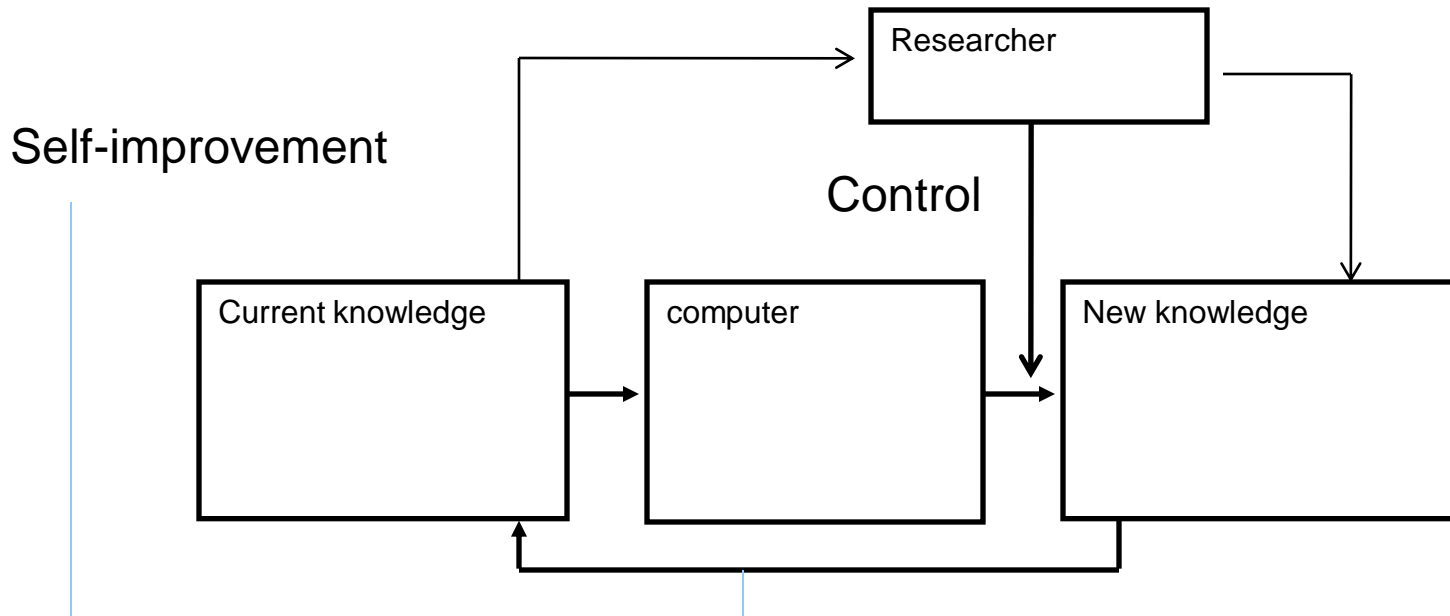 Researcher
Self-improvement
Control
Current knowledge
computer
New knowledge